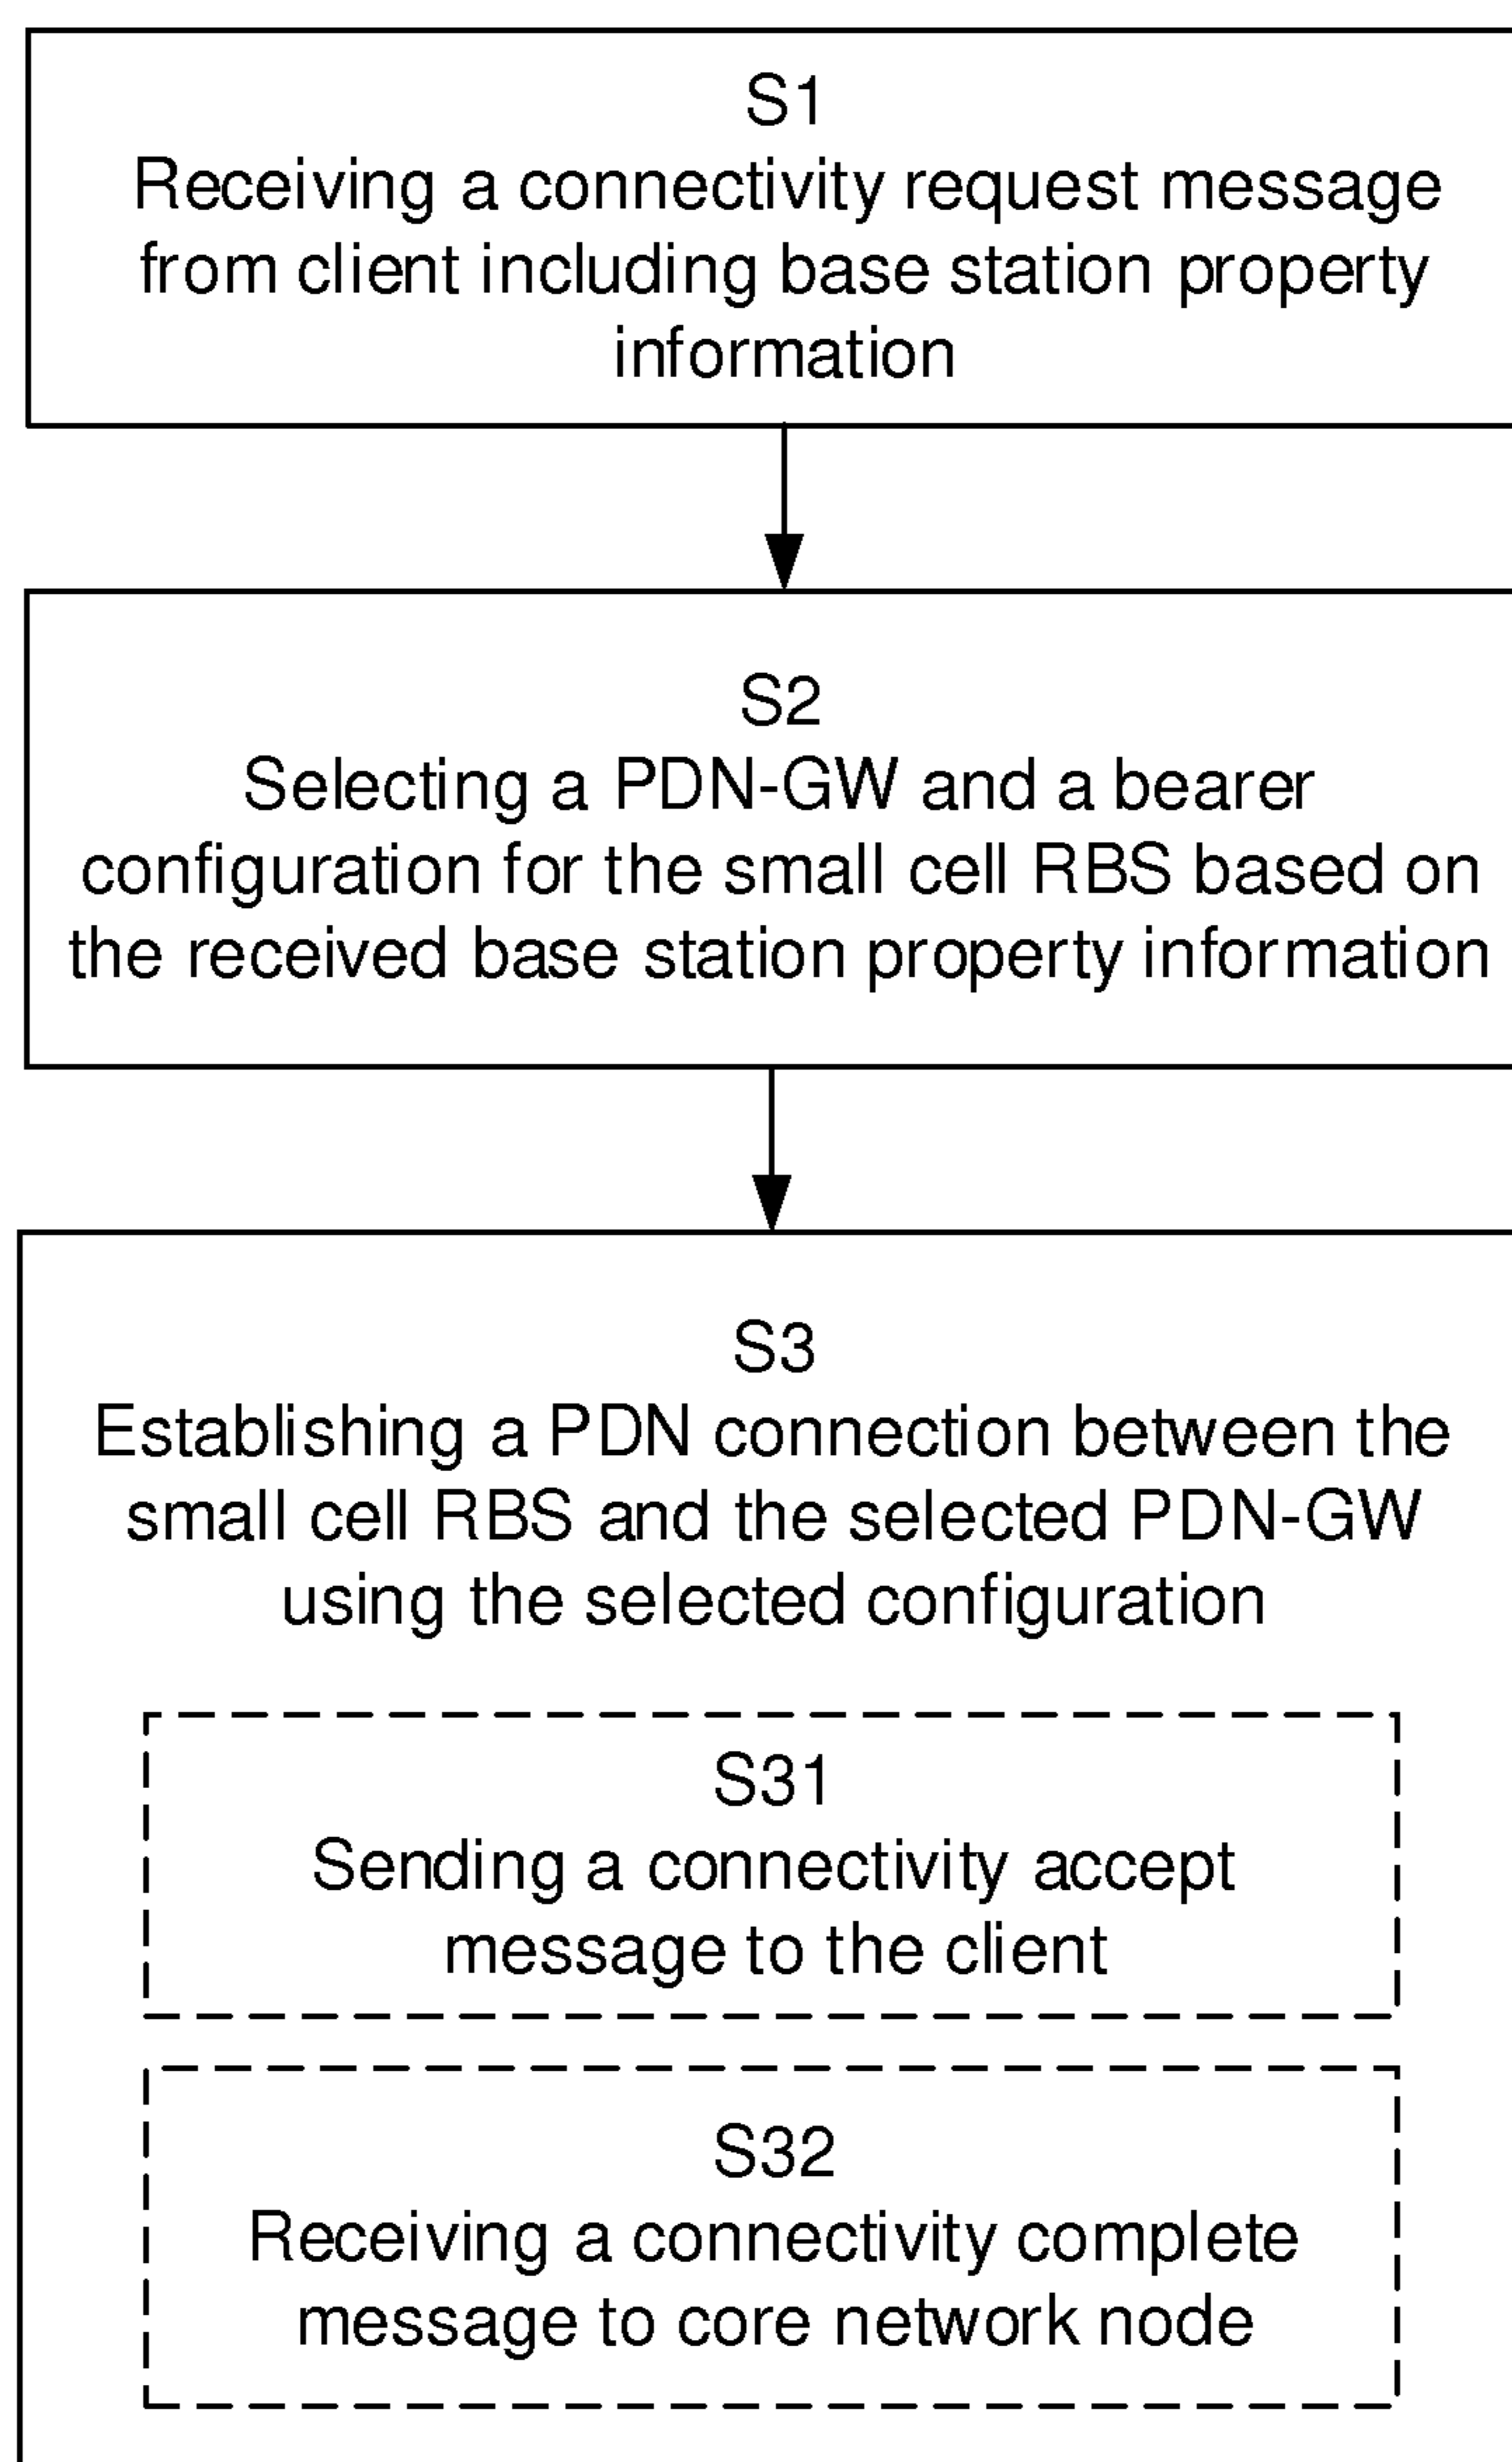 S1
Receiving a connectivity request message
from client including base station property
information
S2
Selecting a PDN-GW and a bearer
configuration for the small cell RBS based on
the received base station property information
S3
Establishing a PDN connection between the
small cell RBS and the selected PDN-GW
using the selected configuration
S31
Sending a connectivity accept
message to the client
S32
Receiving a connectivity complete
message to core network node